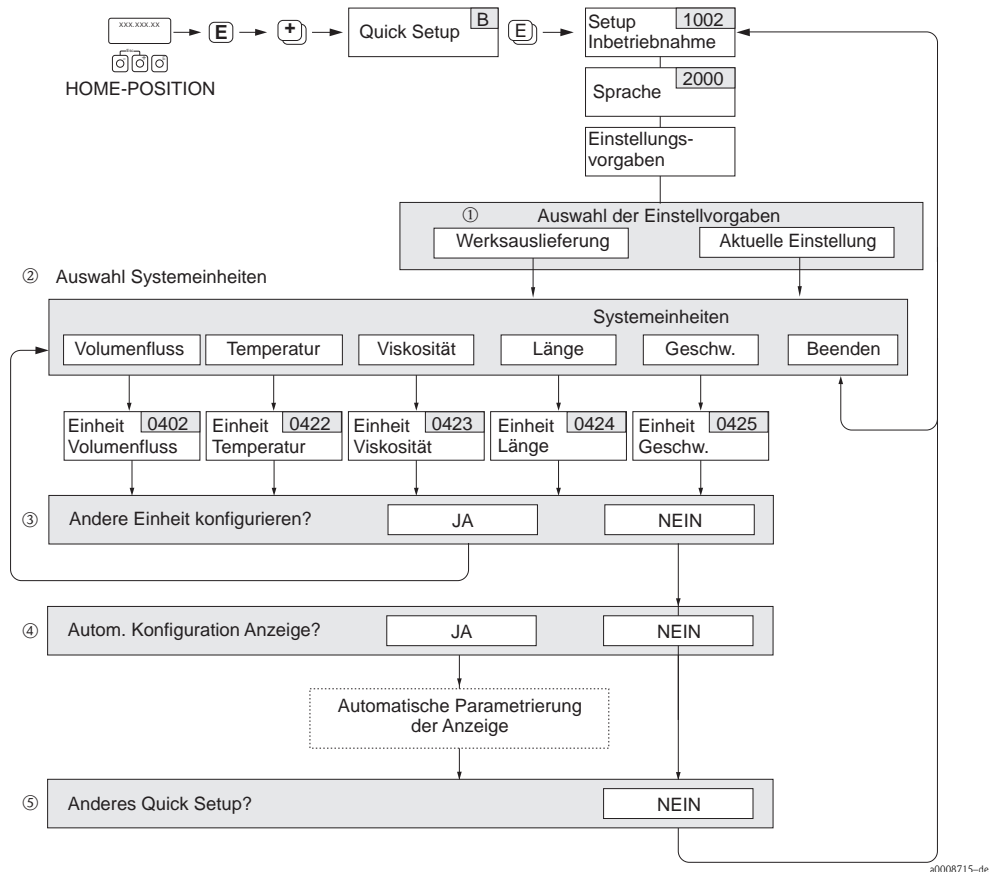 xxx.xxx.xx
E
+
Quick Setup B
E
Setup 1002
Inbetriebnahme
Esc
- + E
HOME-POSITION
Sprache 2000
Einstellungs-
vorgaben
① Auswahl der Einstellvorgaben
Werksauslieferung Aktuelle Einstellung
② Auswahl Systemeinheiten
Systemeinheiten
Volumenfluss Temperatur Viskosität Länge Geschw. Beenden
Einheit 0402
Volumenfluss
Einheit 0422
Temperatur
Einheit 0423
Viskosität
Einheit 0424
Länge
Einheit 0425
Geschw.
③ Andere Einheit konfigurieren? JA NEIN
④ Autom. Konfiguration Anzeige? JA NEIN
Automatische Parametrierung
der Anzeige
⑤ Anderes Quick Setup? NEIN
a0008715–de